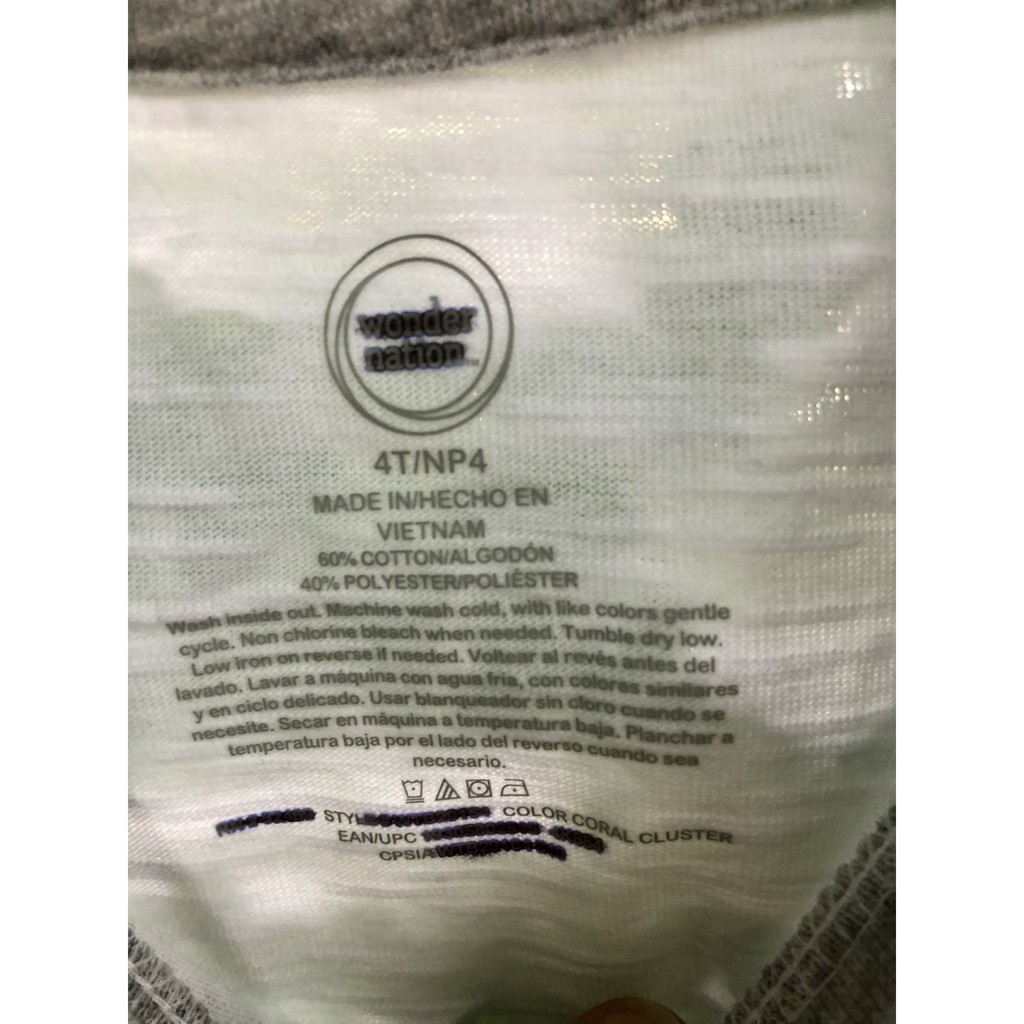 wonder
nation™
4T/NP4
MADE IN/HECHO EN
VIETNAM
60% COTTON/ALGODÓN
40% POLYESTER/POLIÉSTER
Wash inside out. Machine wash cold, with like colors gentle
cycle. Non chlorine bleach when needed. Tumble dry low.
Low iron on reverse if needed. Voltear al revés antes del
lavado. Lavar a máquina con agua fria, con colores similares
y en ciclo delicado. Usar blanqueador sin cloro cuando se
necesite. Secar en máquina a temperatura baja. Planchar a
temperatura baja por el lado del reverso cuando sea
necesario.
COLOR CORAL CLUSTER
EAN/UPC
CPSIA